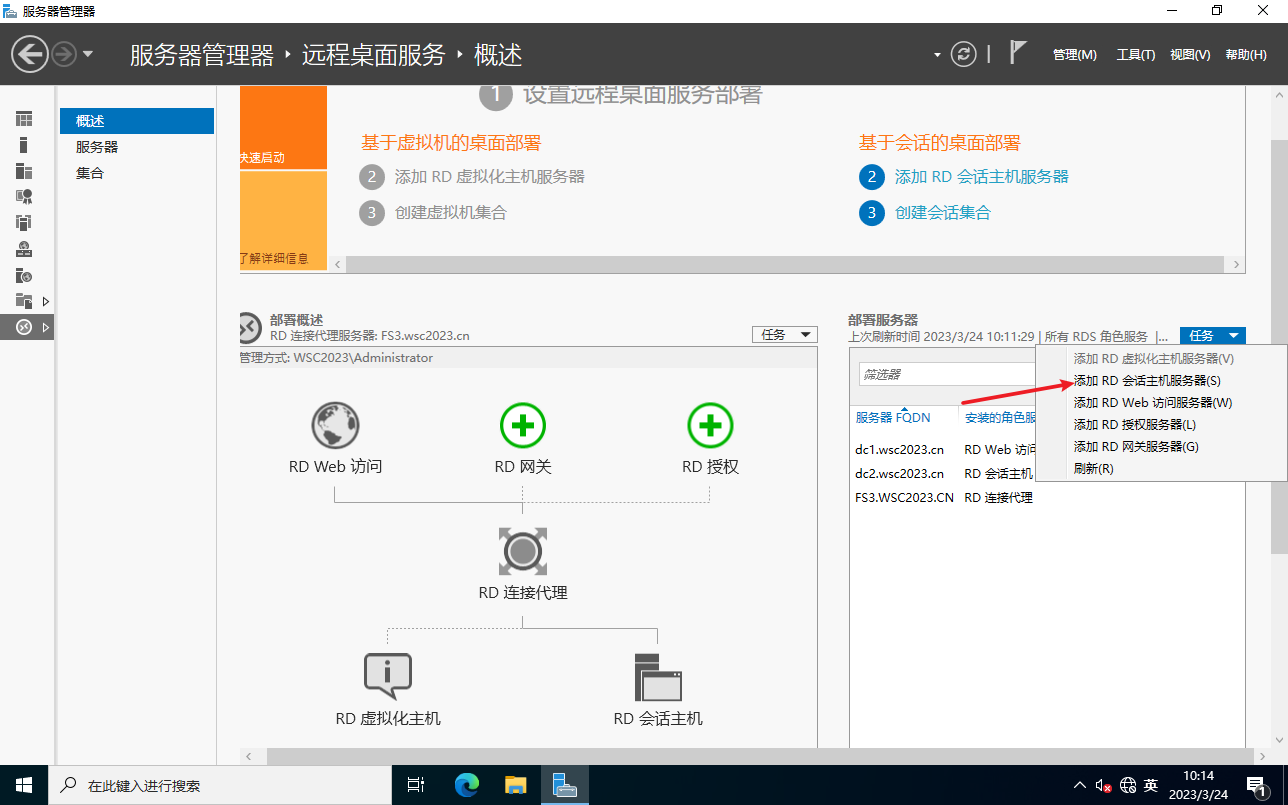 服务器管理器
服务器管理器 · 远程桌面服务 · 概述
管理(M) 工具(T) 视图(V) 帮助(H)
概述
服务器
集合
1 设置远程桌面服务部署
快速启动
了解详细信息
基于虚拟机的桌面部署
2 添加 RD 虚拟化主机服务器
3 创建虚拟机集合
基于会话的桌面部署
2 添加 RD 会话主机服务器
3 创建会话集合
部署概述
RD 连接代理服务器: FS3.wsc2023.cn
任务
管理方式: WSC2023\Administrator
RD Web 访问
RD 网关
RD 授权
RD 连接代理
RD 虚拟化主机
RD 会话主机
部署服务器
上次刷新时间 2023/3/24 10:11:29 | 所有 RDS 角色服务 |...
任务
筛选器
添加 RD 虚拟化主机服务器(V)
添加 RD 会话主机服务器(S)
添加 RD Web 访问服务器(W)
添加 RD 授权服务器(L)
添加 RD 网关服务器(G)
刷新(R)
服务器 FQDN 安装的角色服
dc1.wsc2023.cn RD Web 访问
dc2.wsc2023.cn RD 会话主机
FS3.WSC2023.CN RD 连接代理
在此键入进行搜索
英
10:14
2023/3/24
1